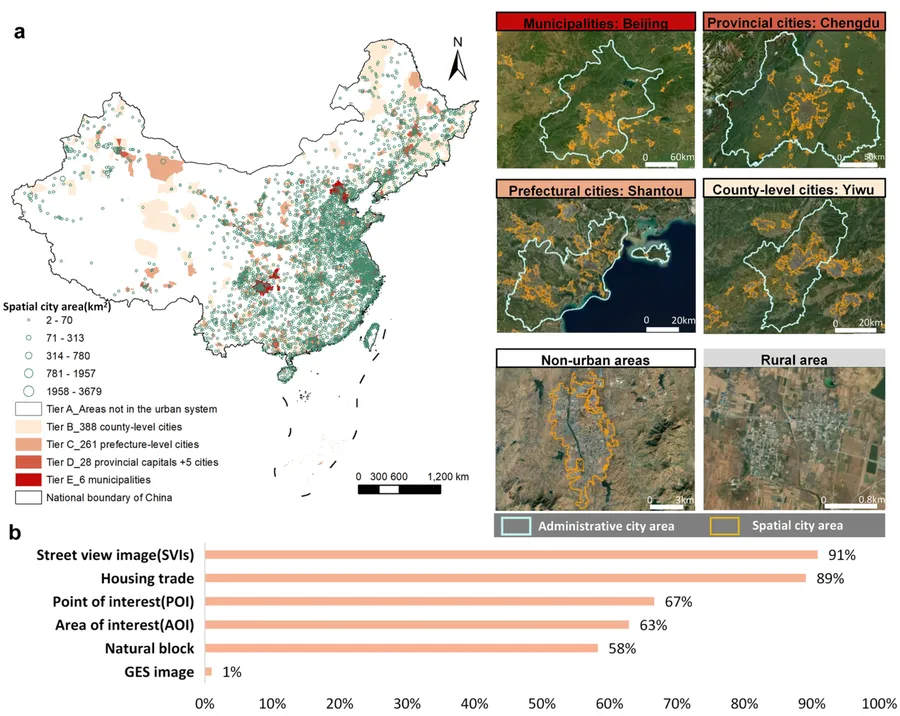 a
N
Spatial city area(km²)
2 - 70
71 - 313
314 - 780
781 - 1957
1958 - 3679
Tier A_Areas not in the urban system
Tier B_388 county-level cities
Tier C_261 prefecture-level cities
Tier D_28 provincial capitals +5 cities
Tier E_6 municipalities
National boundary of China
0 300 600 1,200 km
Municipalities: Beijing
0 60km
Provincial cities: Chengdu
0 50km
Prefectural cities: Shantou
0 20km
County-level cities: Yiwu
0 20km
Non-urban areas
0 3km
Rural area
0 0.8km
Administrative city area
Spatial city area
b
Street view image(SVIs) 91%
Housing trade 89%
Point of interest(POI) 67%
Area of interest(AOI) 63%
Natural block 58%
GES image 1%
0% 10% 20% 30% 40% 50% 60% 70% 80% 90% 100%